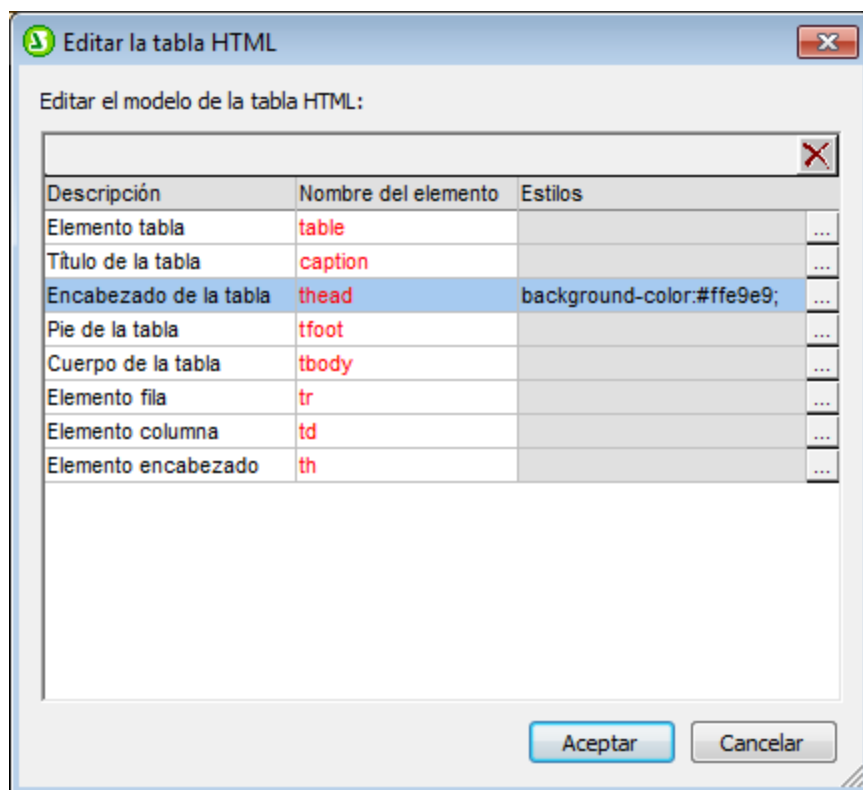 Editar la tabla HTML
Editar el modelo de la tabla HTML:
Descripción Nombre del elemento Estilos
Elemento tabla table ...
Título de la tabla caption ...
Encabezado de la tabla thead background-color:#ffe9e9; ...
Pie de la tabla tfoot ...
Cuerpo de la tabla tbody ...
Elemento fila tr ...
Elemento columna td ...
Elemento encabezado th ...
Aceptar Cancelar